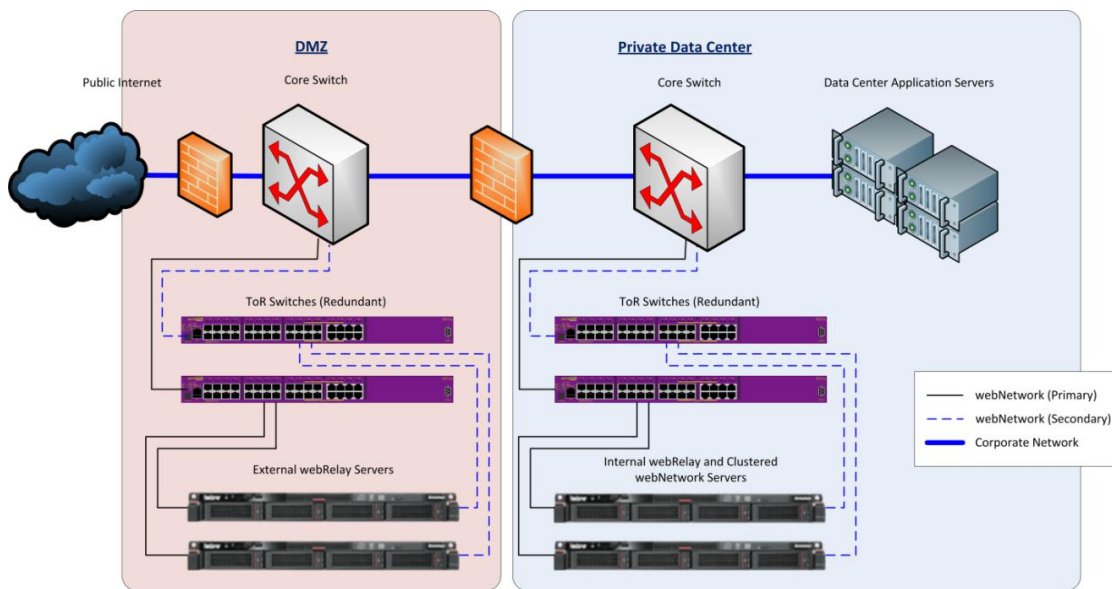 DMZ
Private Data Center
Public Internet
Core Switch
Core Switch
Data Center Application Servers
ToR Switches (Redundant)
ToR Switches (Redundant)
webNetwork (Primary)
webNetwork (Secondary)
Corporate Network
External webRelay Servers
Internal webRelay and Clustered
webNetwork Servers